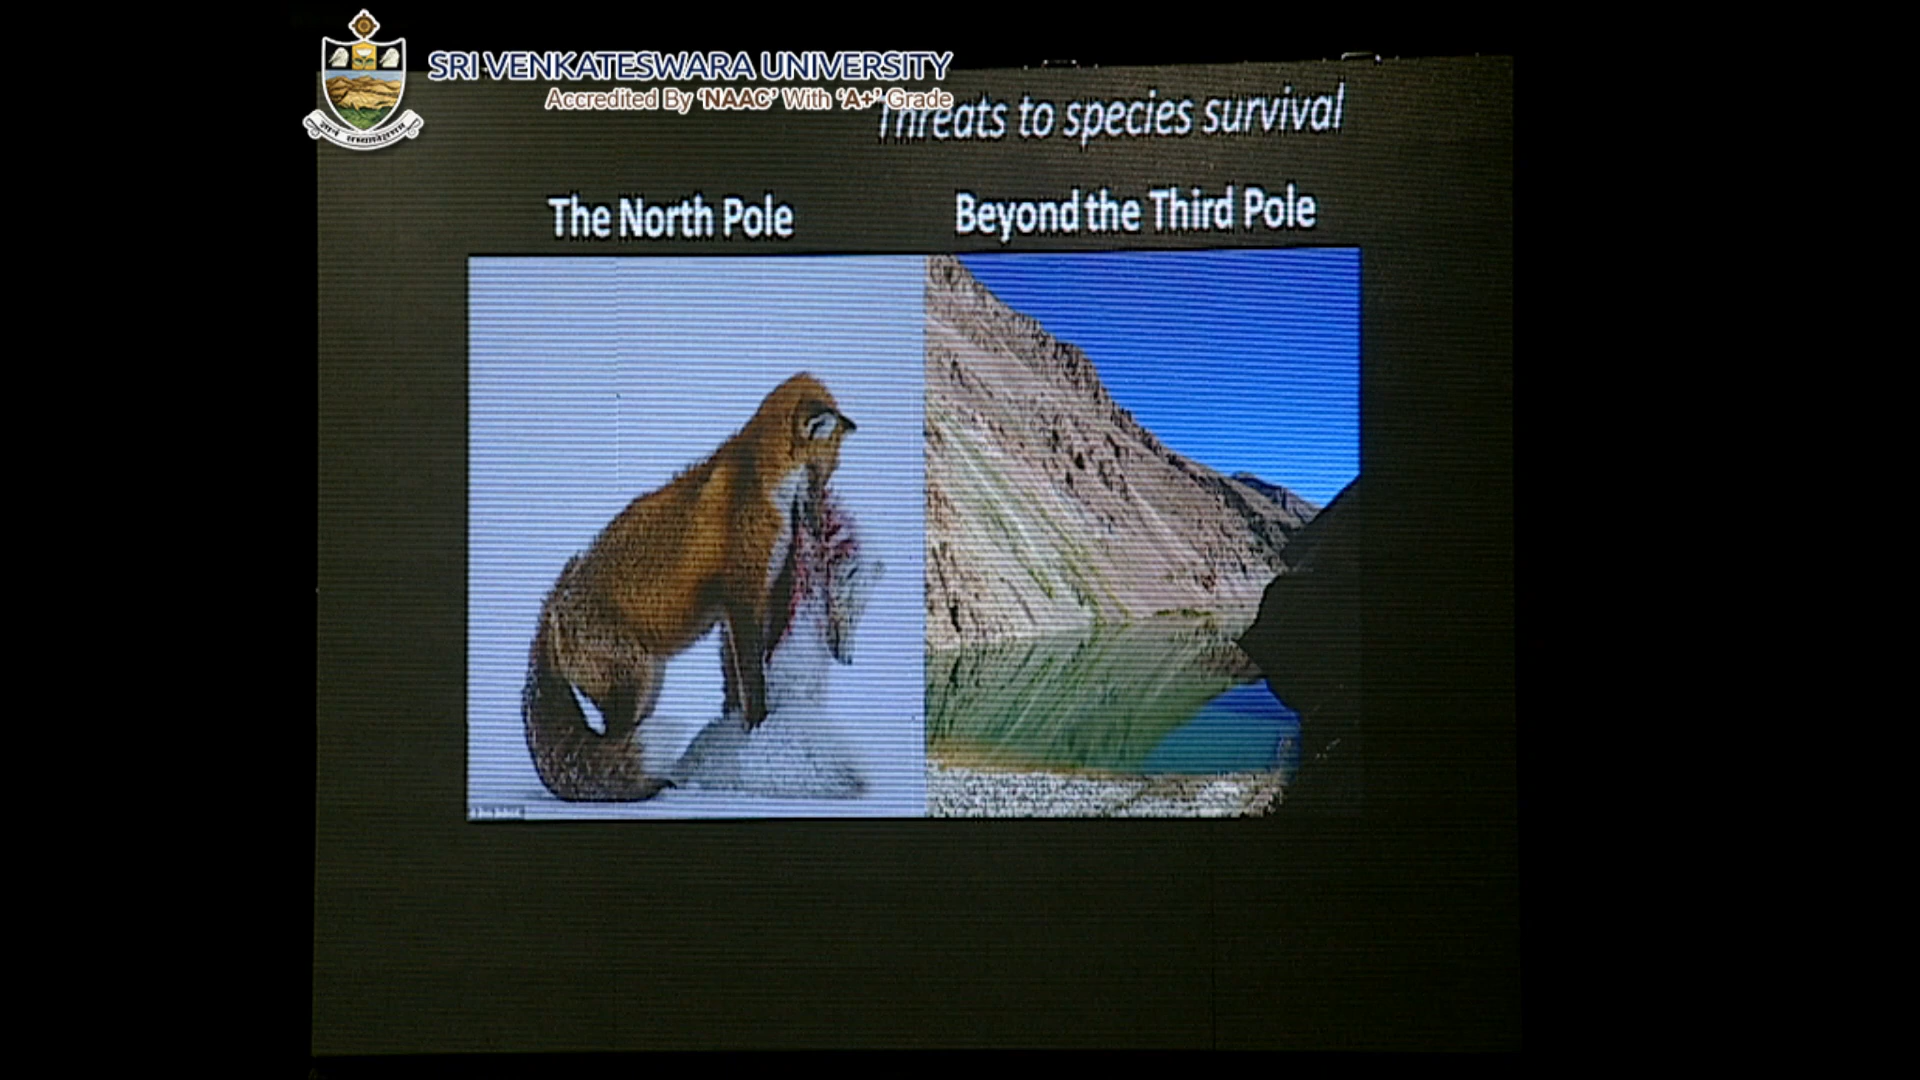 SRI VENKATESWARA UNIVERSITY
Accredited By 'NAAC' With 'A+' Grade
Threats to species survival
The North Pole
Beyond the Third Pole